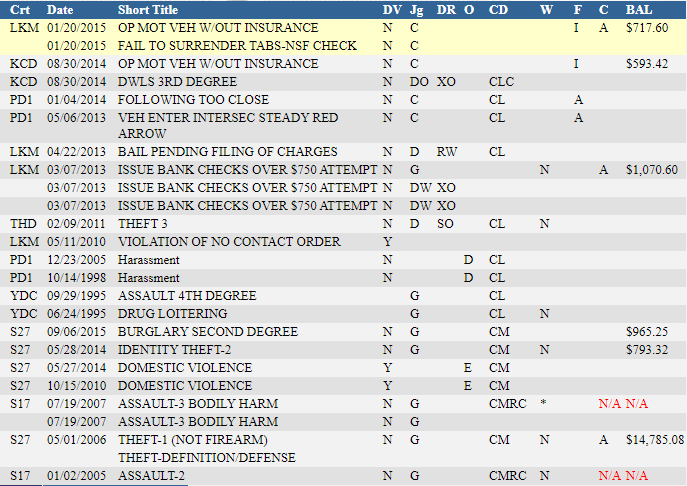 Crt Date Short Title DV Jg DR O CD W F C BAL
LKM 01/20/2015 OP MOT VEH W/OUT INSURANCE N C I A $717.60
01/20/2015 FAIL TO SURRENDER TABS-NSF CHECK N C
KCD 08/30/2014 OP MOT VEH W/OUT INSURANCE N C I $593.42
KCD 08/30/2014 DWLS 3RD DEGREE N DO XO CLC
PD1 01/04/2014 FOLLOWING TOO CLOSE N C CL A
PD1 05/06/2013 VEH ENTER INTERSEC STEADY RED N C CL A
ARROW
LKM 04/22/2013 BAIL PENDING FILING OF CHARGES N D RW CL
LKM 03/07/2013 ISSUE BANK CHECKS OVER $750 ATTEMPT N G N A $1,070.60
03/07/2013 ISSUE BANK CHECKS OVER $750 ATTEMPT N DW XO
03/07/2013 ISSUE BANK CHECKS OVER $750 ATTEMPT N DW XO
THD 02/09/2011 THEFT 3 N D SO CL N
LKM 05/11/2010 VIOLATION OF NO CONTACT ORDER Y
PD1 12/23/2005 Harassment N O CL
PD1 10/14/1998 Harassment N D CL
YDC 09/29/1995 ASSAULT 4TH DEGREE G CL
YDC 06/24/1995 DRUG LOITERING G CL N
S27 09/06/2015 BURGLARY SECOND DEGREE N G CM $965.25
S27 05/28/2014 IDENTITY THEFT-2 N G CM N $793.32
S27 05/27/2014 DOMESTIC VIOLENCE Y E CM
S27 10/15/2010 DOMESTIC VIOLENCE Y E CM
S17 07/19/2007 ASSAULT-3 BODILY HARM N G CMRC * N/A N/A
07/19/2007 ASSAULT-3 BODILY HARM N G
S27 05/01/2006 THEFT-1 (NOT FIREARM) N G CM N A $14,785.08
THEFT-DEFINITION/DEFENSE
S17 01/02/2005 ASSAULT-2 N G CMRC N N/A N/A